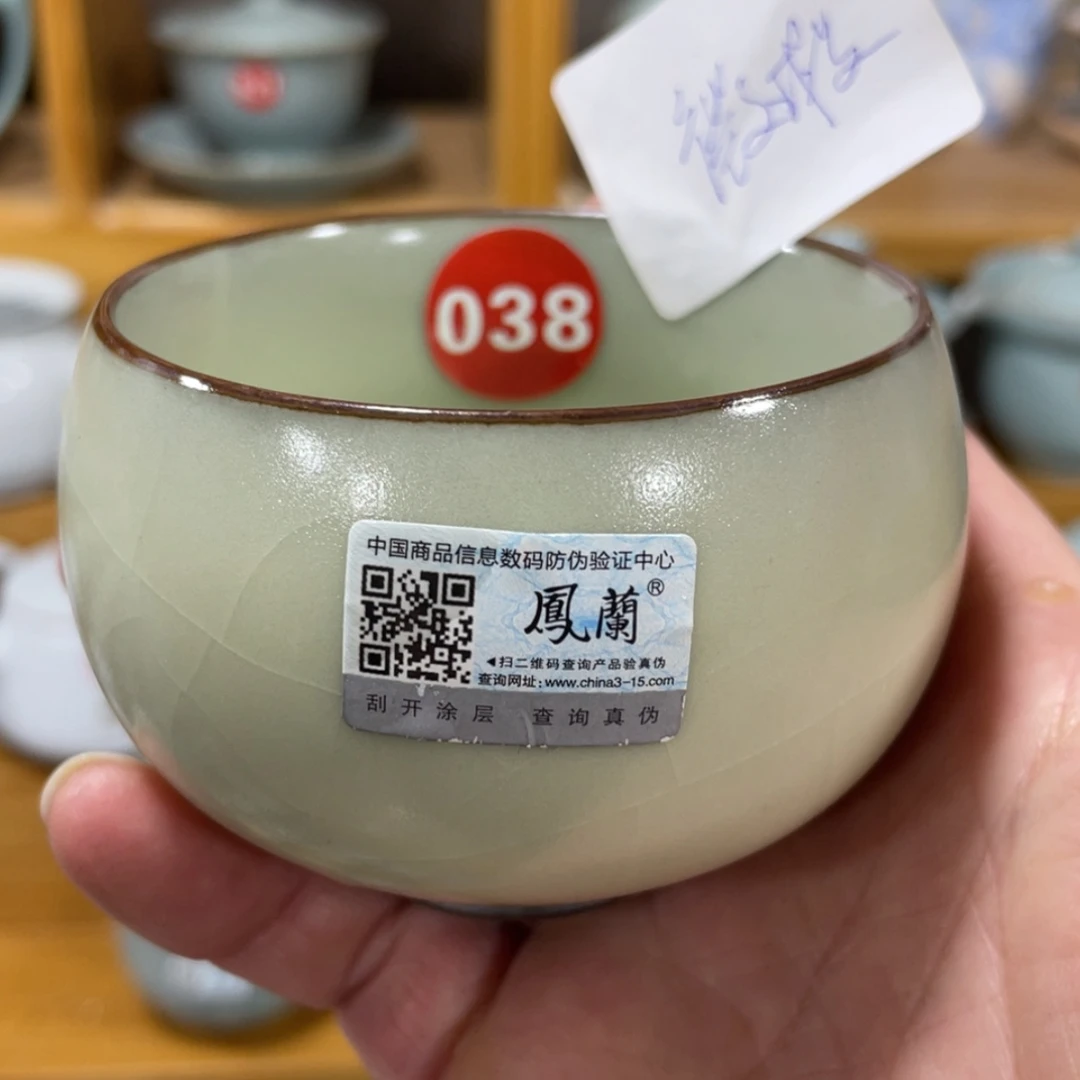 038
中国商品信息数码防伪验证中心
鳳蘭®
◀扫二维码查询产品验真伪
查询网址:www.china3-15.com
刮开涂层 查询真伪